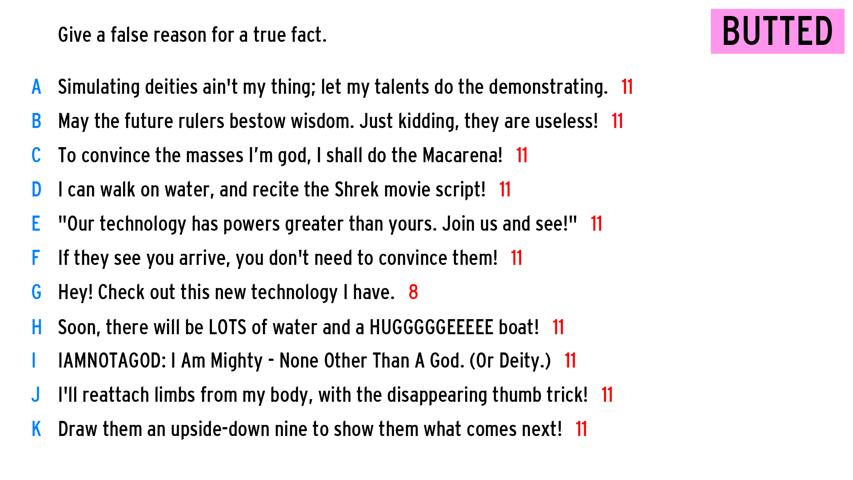 Give a false reason for a true fact.
BUTTED
A Simulating deities ain't my thing; let my talents do the demonstrating. 11
B May the future rulers bestow wisdom. Just kidding, they are useless! 11
C To convince the masses I'm god, I shall do the Macarena! 11
D I can walk on water, and recite the Shrek movie script! 11
E "Our technology has powers greater than yours. Join us and see!" 11
F If they see you arrive, you don't need to convince them! 11
G Hey! Check out this new technology I have. 8
H Soon, there will be LOTS of water and a HUGGGGGEEEEE boat! 11
I IAMNOTAGOD: I Am Mighty - None Other Than A God. (Or Deity.) 11
J I'll reattach limbs from my body, with the disappearing thumb trick! 11
K Draw them an upside-down nine to show them what comes next! 11